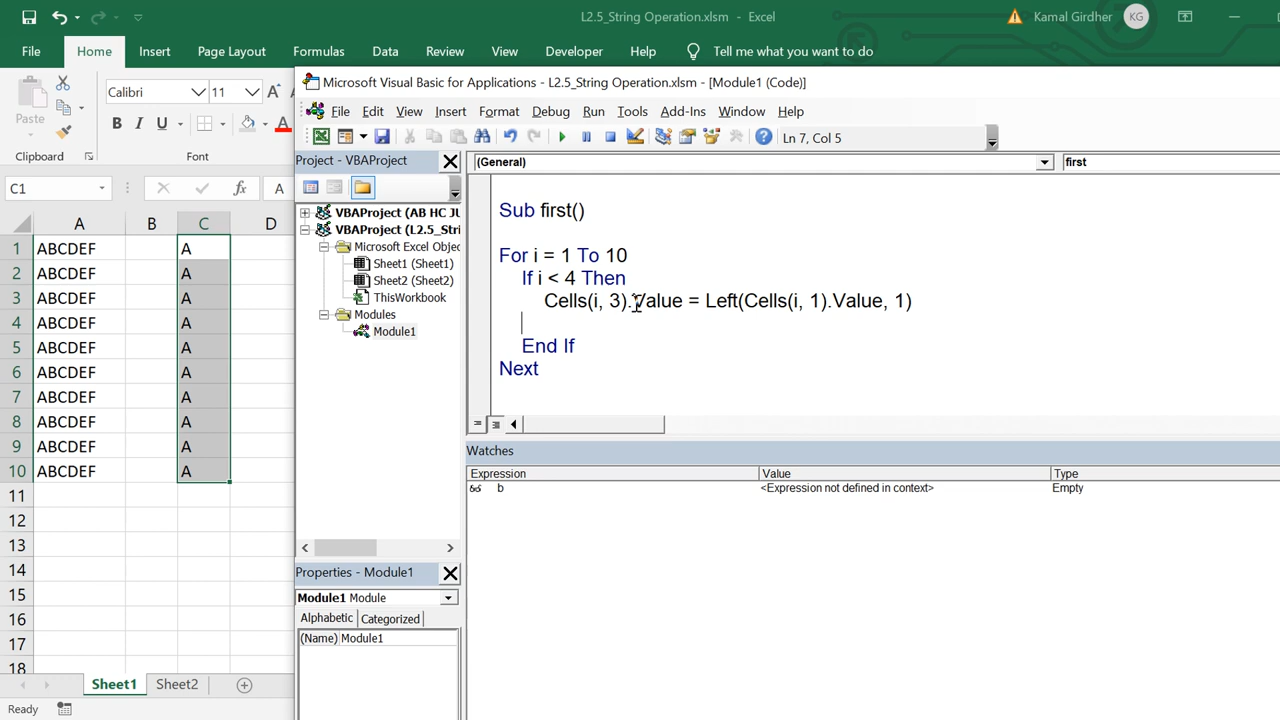 L2.5_String Operation.xlsm - Excel
Kamal Girdher
KG
File Home Insert Page Layout Formulas Data Review View Developer Help Tell me what you want to do
Paste
Calibri 11 A
B I U A
Clipboard Font
C1 fx A
A B C D
1 ABCDEF A
2 ABCDEF A
3 ABCDEF A
4 ABCDEF A
5 ABCDEF A
6 ABCDEF A
7 ABCDEF A
8 ABCDEF A
9 ABCDEF A
10 ABCDEF A
11
12
13
14
15
16
17
18
Sheet1 Sheet2
Ready
Microsoft Visual Basic for Applications - L2.5_String Operation.xlsm - [Module1 (Code)]
File Edit View Insert Format Debug Run Tools Add-Ins Window Help
Ln 7, Col 5
Project - VBAProject
VBAProject (AB HC JU
VBAProject (L2.5_Stri
Microsoft Excel Objec
Sheet1 (Sheet1)
Sheet2 (Sheet2)
ThisWorkbook
Modules
Module1
Properties - Module1
Module1 Module
Alphabetic Categorized
(Name) Module1
(General) first
Sub first()
For i = 1 To 10
If i < 4 Then
Cells(i, 3).Value = Left(Cells(i, 1).Value, 1)
End If
Next
Watches
Expression Value Type
b <Expression not defined in context> Empty